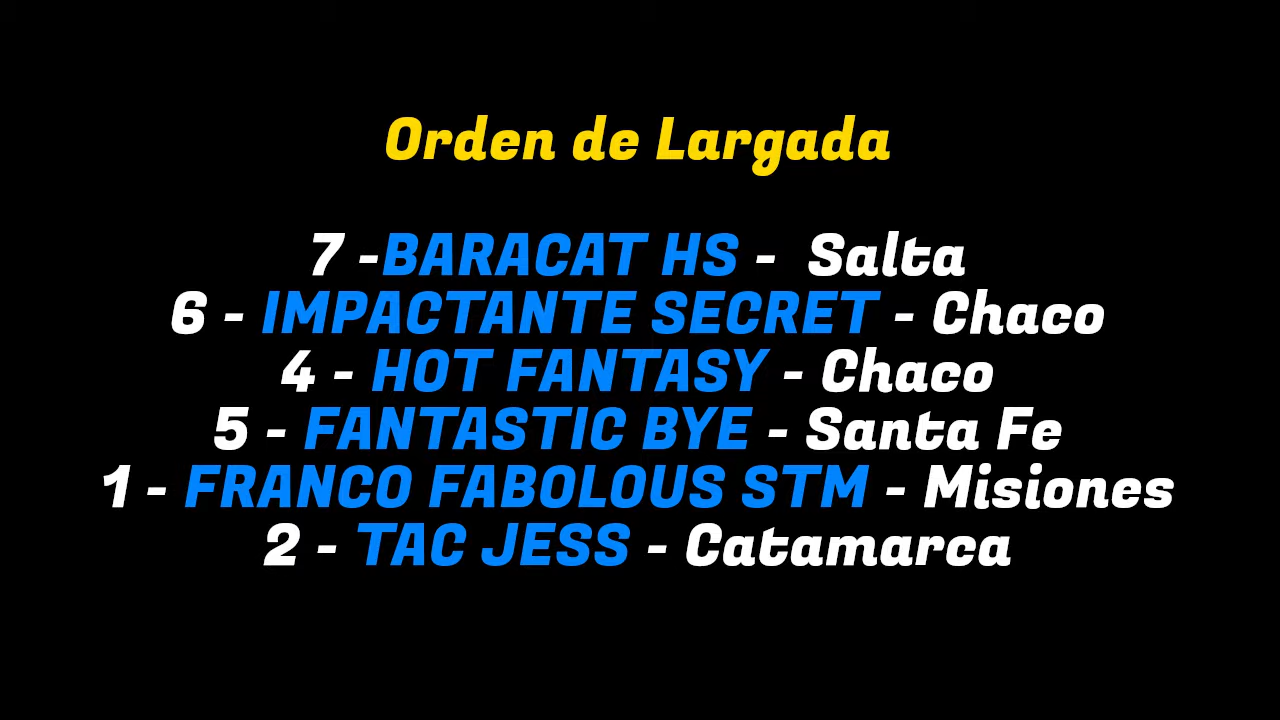 Orden de Largada
7 -BARACAT HS - Salta
6 - IMPACTANTE SECRET - Chaco
4 - HOT FANTASY - Chaco
5 - FANTASTIC BYE - Santa Fe
1 - FRANCO FABOLOUS STM - Misiones
2 - TAC JESS - Catamarca